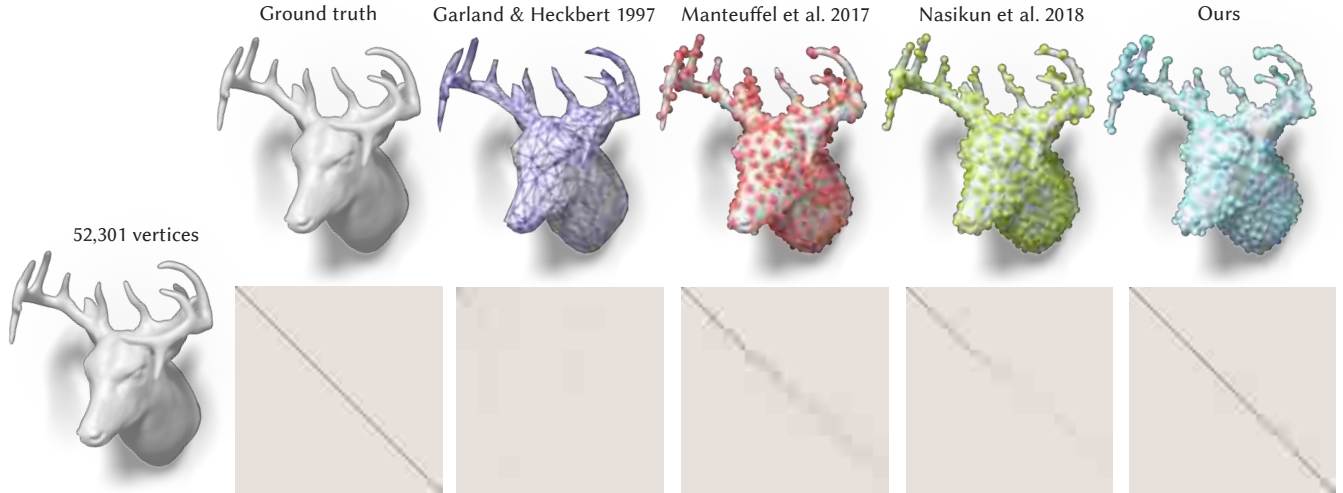 Ground truth
Garland & Heckbert 1997
Manteuffel et al. 2017
Nasikun et al. 2018
Ours
52,301 vertices